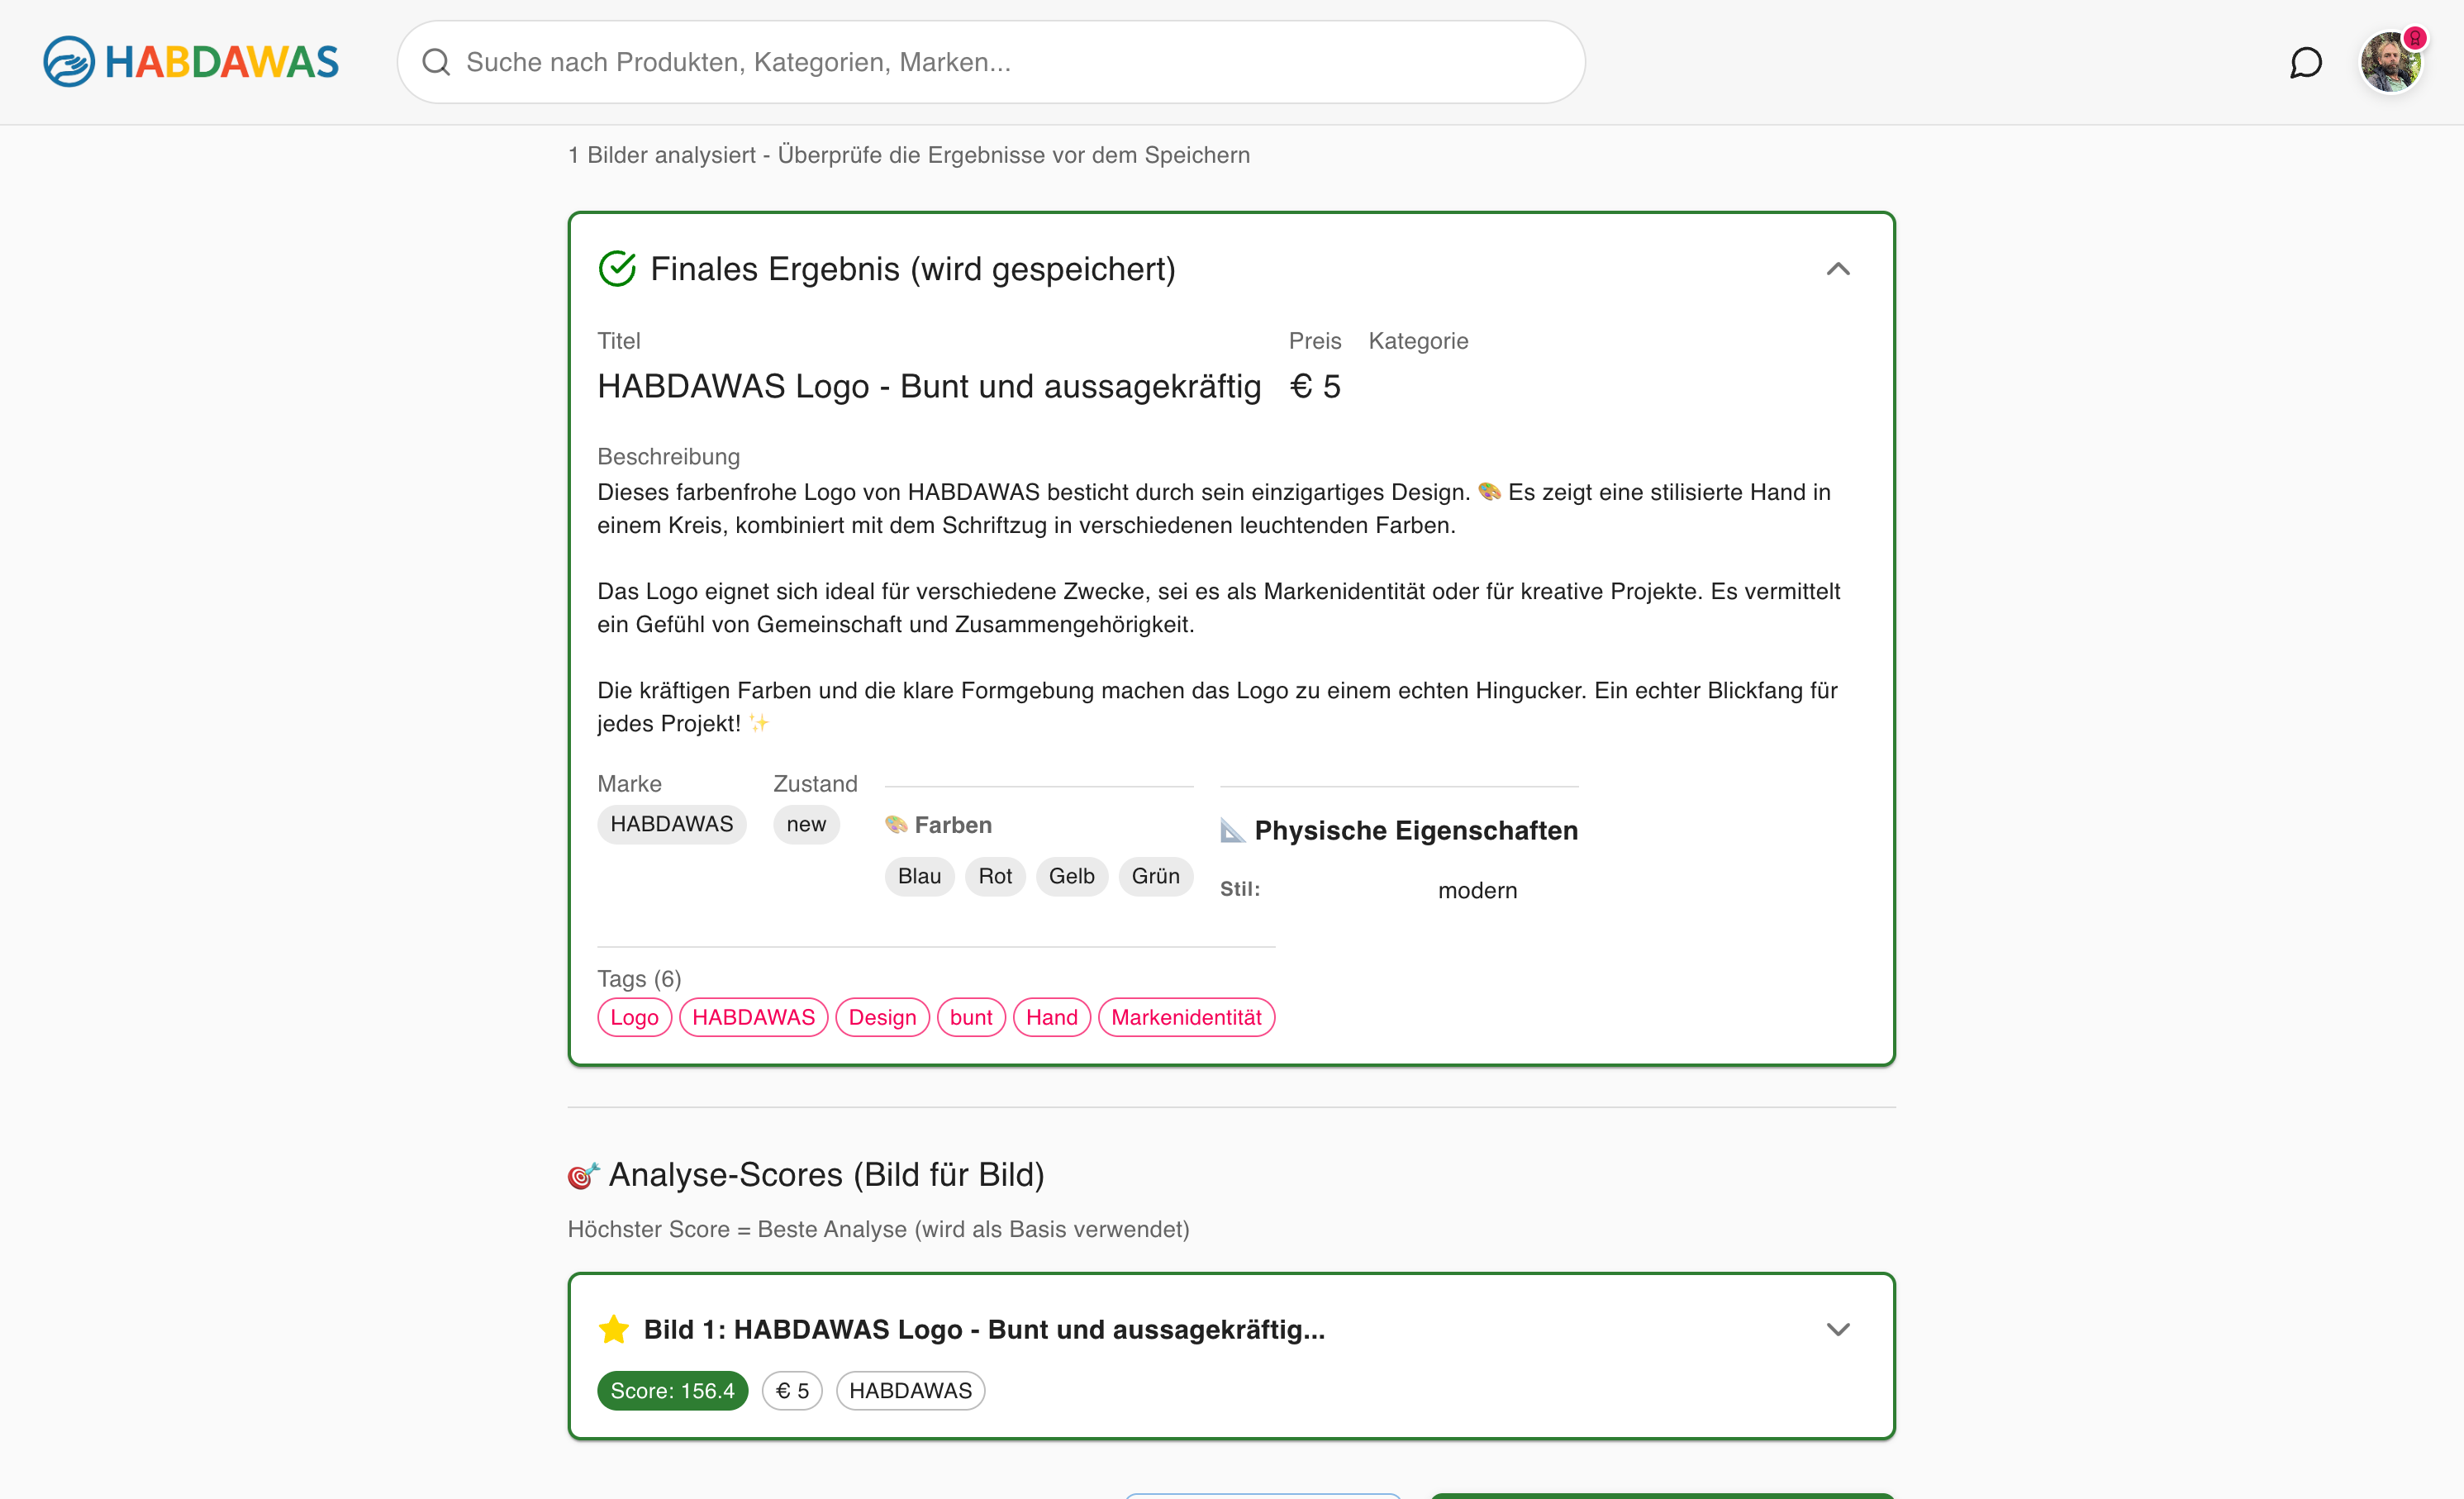 HABDAWAS
Suche nach Produkten, Kategorien, Marken...
1 Bilder analysiert - Überprüfe die Ergebnisse vor dem Speichern
Finales Ergebnis (wird gespeichert)
Titel
HABDAWAS Logo - Bunt und aussagekräftig
Preis
€ 5
Kategorie
Beschreibung
Dieses farbenfrohe Logo von HABDAWAS besticht durch sein einzigartiges Design. 🎨 Es zeigt eine stilisierte Hand in
einem Kreis, kombiniert mit dem Schriftzug in verschiedenen leuchtenden Farben.
Das Logo eignet sich ideal für verschiedene Zwecke, sei es als Markenidentität oder für kreative Projekte. Es vermittelt
ein Gefühl von Gemeinschaft und Zusammengehörigkeit.
Die kräftigen Farben und die klare Formgebung machen das Logo zu einem echten Hingucker. Ein echter Blickfang für
jedes Projekt! ✨
Marke
HABDAWAS
Zustand
new
🎨 Farben
Blau Rot Gelb Grün
📐 Physische Eigenschaften
Stil: modern
Tags (6)
Logo HABDAWAS Design bunt Hand Markenidentität
🎯 Analyse-Scores (Bild für Bild)
Höchster Score = Beste Analyse (wird als Basis verwendet)
Bild 1: HABDAWAS Logo - Bunt und aussagekräftig...
Score: 156.4 € 5 HABDAWAS